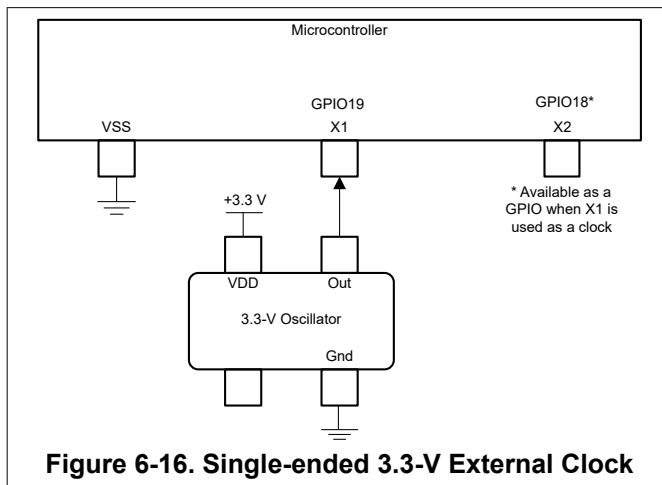 Microcontroller
GPIO19
GPIO18*
VSS
X1
X2
+3.3 V
* Available as a
GPIO when X1 is
used as a clock
VDD
Out
3.3-V Oscillator
Gnd
Figure 6-16. Single-ended 3.3-V External Clock